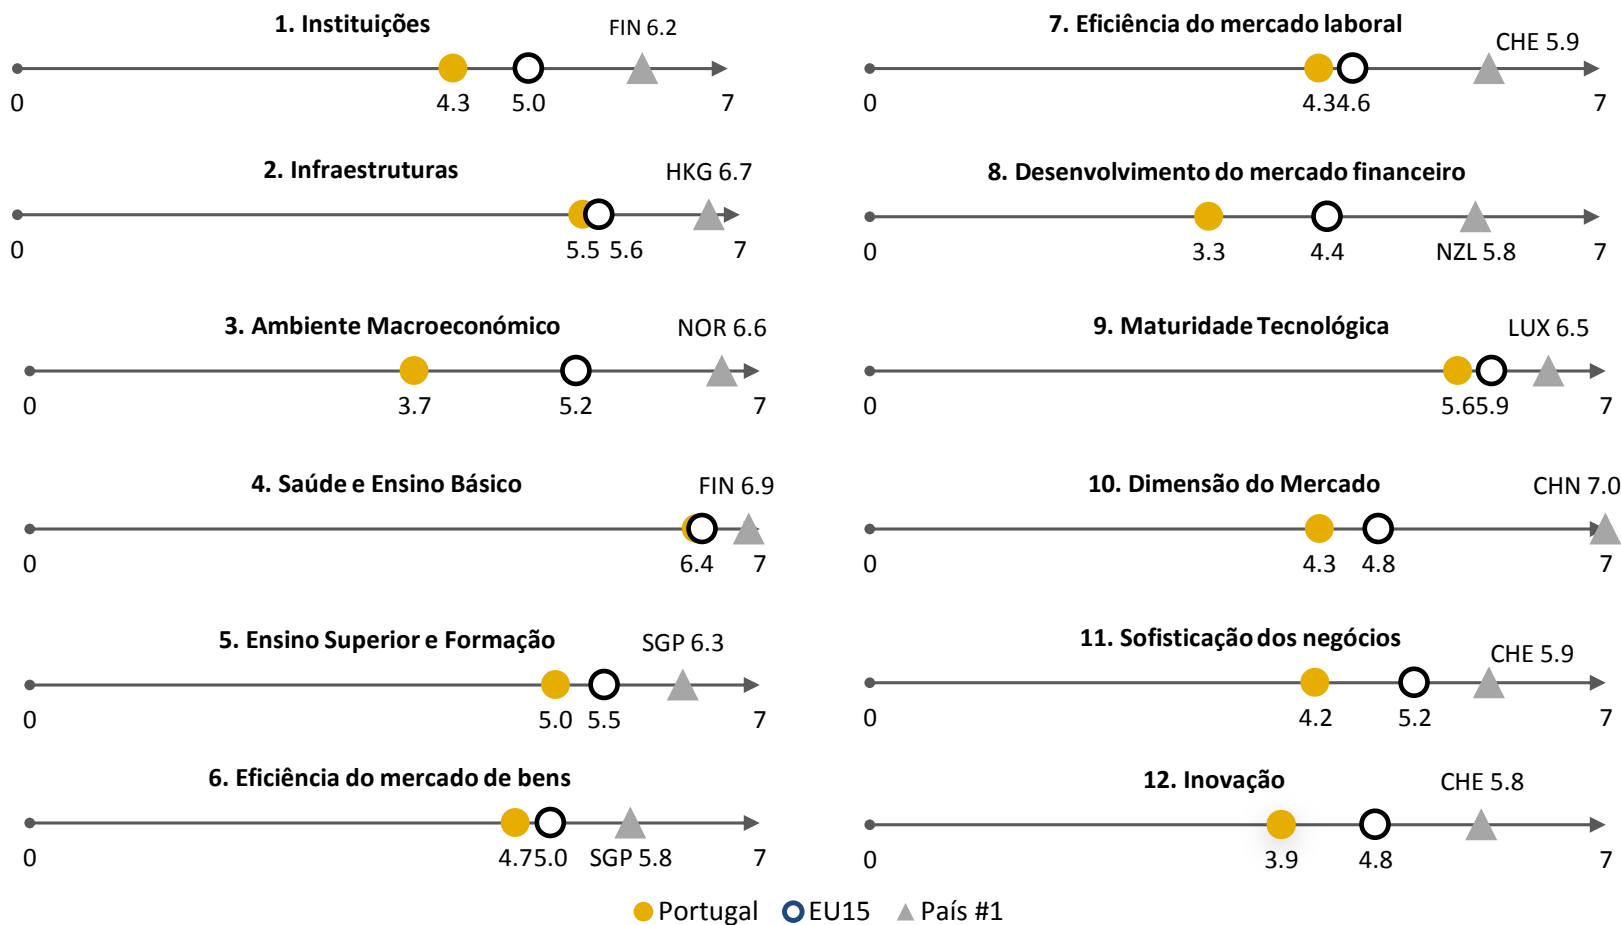 1. Instituições
FIN 6.2
0 4.3 5.0 7
2. Infraestruturas
HKG 6.7
0 5.5 5.6 7
3. Ambiente Macroeconómico
NOR 6.6
0 3.7 5.2 7
4. Saúde e Ensino Básico
FIN 6.9
0 6.4 7
5. Ensino Superior e Formação
SGP 6.3
0 5.0 5.5 7
6. Eficiência do mercado de bens
0 4.7 5.0 SGP 5.8 7
7. Eficiência do mercado laboral
CHE 5.9
0 4.3 4.6 7
8. Desenvolvimento do mercado financeiro
0 3.3 4.4 NZL 5.8 7
9. Maturidade Tecnológica
LUX 6.5
0 5.6 5.9 7
10. Dimensão do Mercado
CHN 7.0
0 4.3 4.8 7
11. Sofisticação dos negócios
CHE 5.9
0 4.2 5.2 7
12. Inovação
CHE 5.8
0 3.9 4.8 7
Portugal EU15 País #1